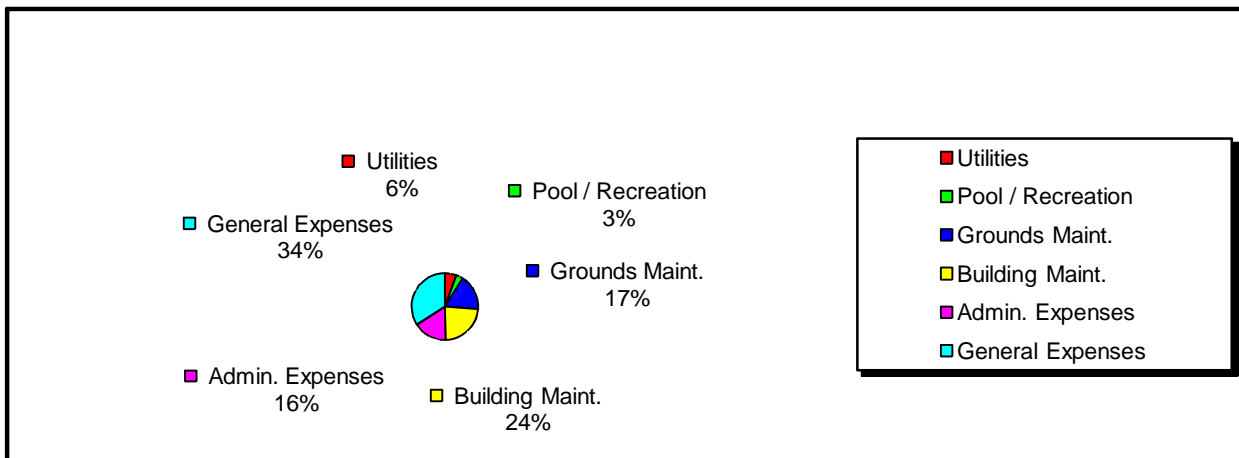 Utilities
6%
Pool / Recreation
3%
General Expenses
34%
Grounds Maint.
17%
Admin. Expenses
16%
Building Maint.
24%
Utilities
Pool / Recreation
Grounds Maint.
Building Maint.
Admin. Expenses
General Expenses